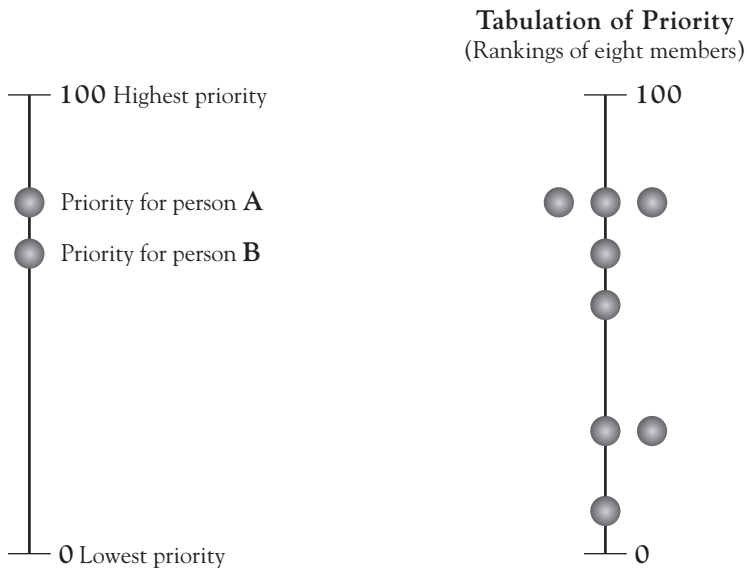 Tabulation of Priority
(Rankings of eight members)
100 Highest priority
100
Priority for person A
Priority for person B
0 Lowest priority
0